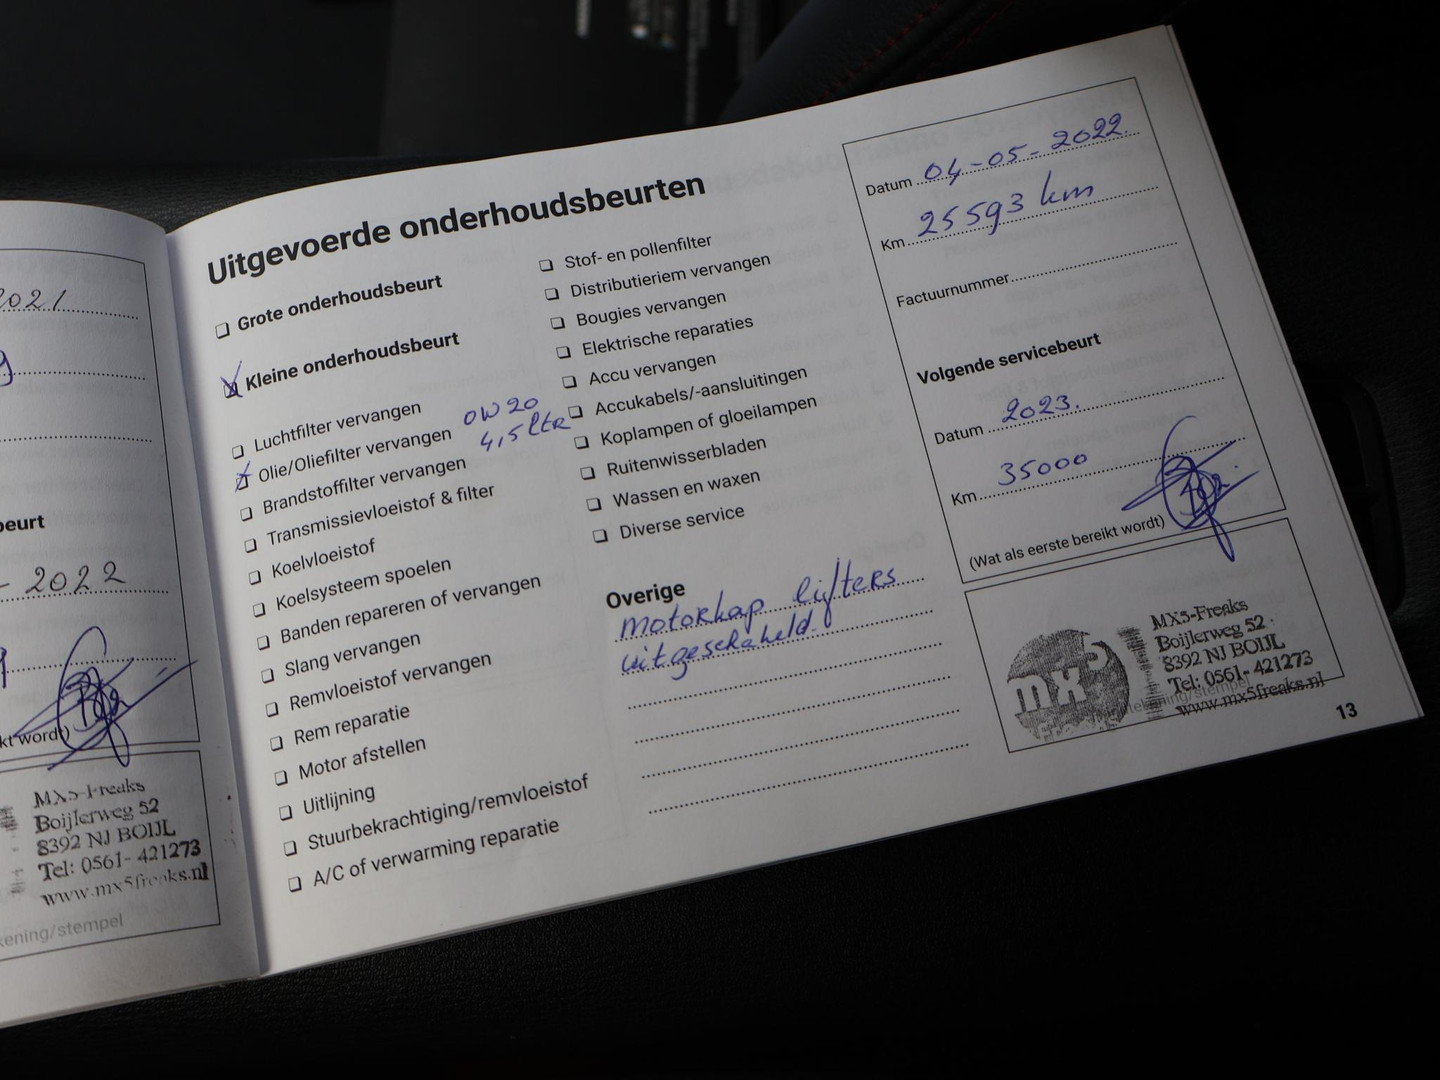 2021
beurt
- 2022
kt wordt)
MX5-Freaks
Boijlerweg 52
8392 NJ BOIJL
Tel: 0561- 421273
www.mx5freaks.nl
kening/stempel
Uitgevoerde onderhoudsbeurten
Grote onderhoudsbeurt
Kleine onderhoudsbeurt
Luchtfilter vervangen
Olie/Oliefilter vervangen 0W20
4,5 ltr
Brandstoffilter vervangen
Transmissievloeistof & filter
Koelvloeistof
Koelsysteem spoelen
Banden repareren of vervangen
Slang vervangen
Remvloeistof vervangen
Rem reparatie
Motor afstellen
Uitlijning
Stuurbekrachtiging/remvloeistof
A/C of verwarming reparatie
Stof- en pollenfilter
Distributieriem vervangen
Bougies vervangen
Elektrische reparaties
Accu vervangen
Accukabels/-aansluitingen
Koplampen of gloeilampen
Ruitenwisserbladen
Wassen en waxen
Diverse service
Overige
motorkap lifters
uitgeschakeld.
Datum 04-05-2022.
Km 25593 km
Factuurnummer
Volgende servicebeurt
Datum 2023.
Km 35000
(Wat als eerste bereikt wordt)
mx5
MX5-Freaks
Boijlerweg 52
8392 NJ BOIJL
Tel: 0561- 421273
www.mx5freaks.nl
13